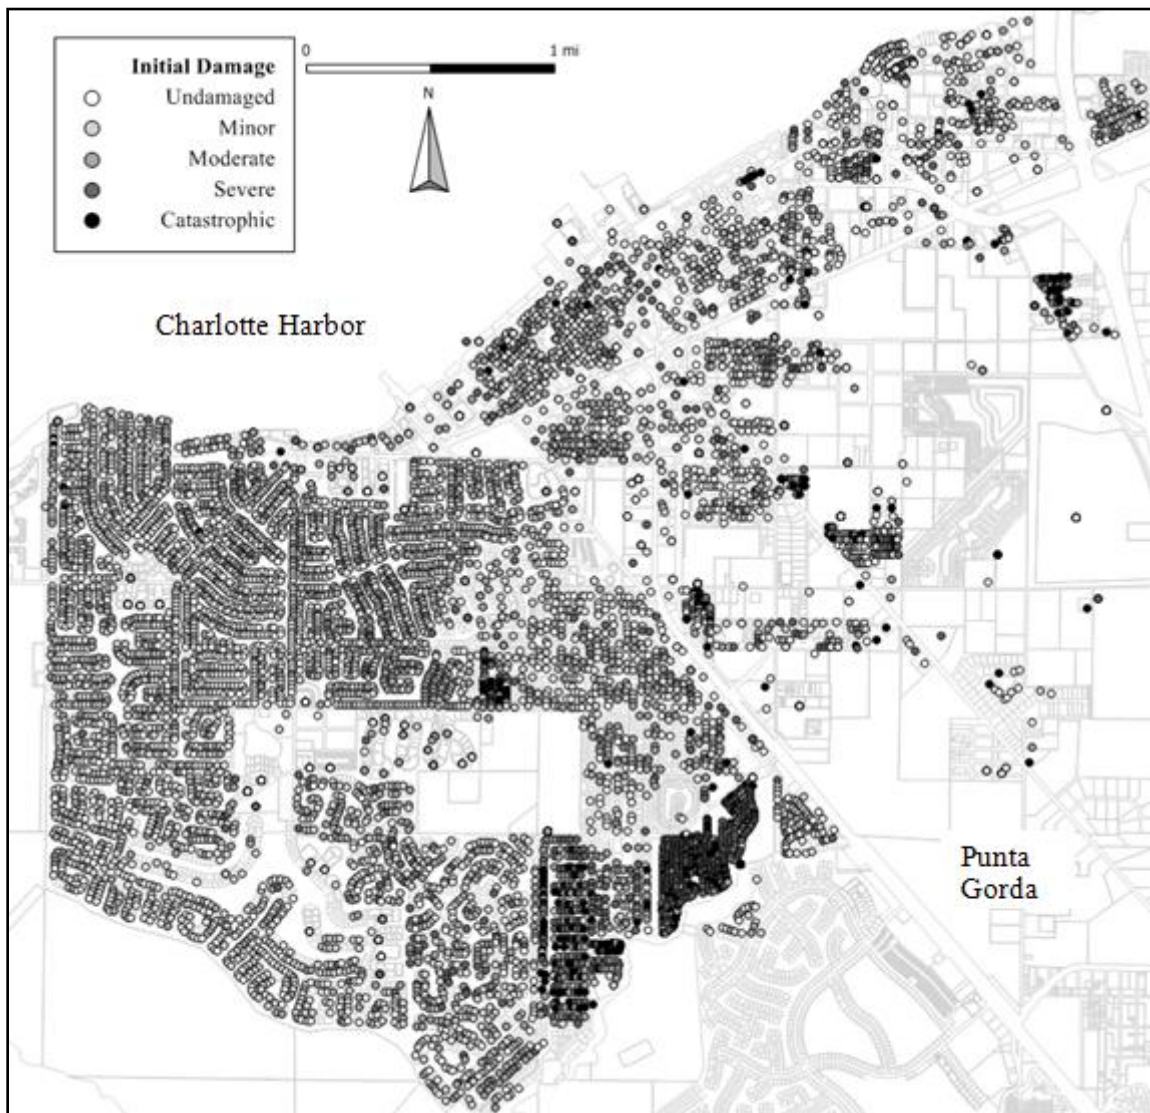 Initial Damage
Undamaged
Minor
Moderate
Severe
Catastrophic
0 1 mi
N
Charlotte Harbor
Punta
Gorda